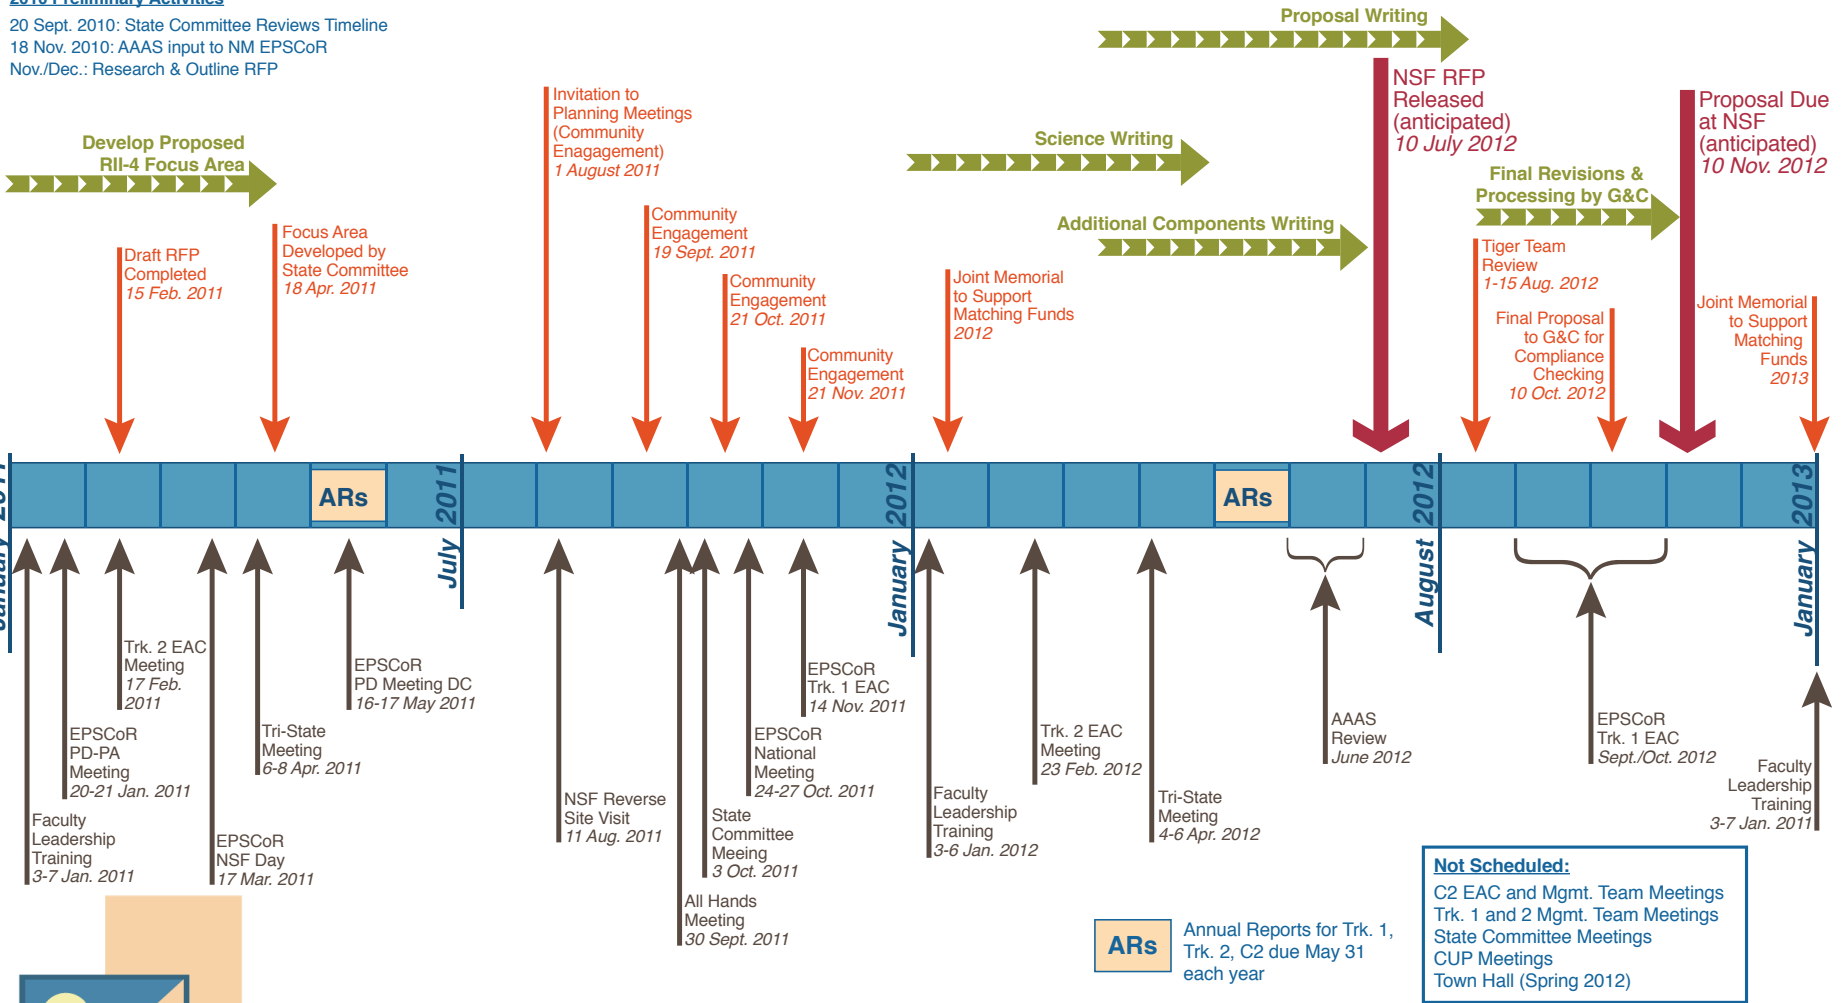 2010 Preliminary Activities
20 Sept. 2010: State Committee Reviews Timeline
18 Nov. 2010: AAAS input to NM EPSCoR
Nov./Dec.: Research & Outline RFP
Proposal Writing
NSF RFP
Released
(anticipated)
10 July 2012
Proposal Due
at NSF
(anticipated)
10 Nov. 2012
Develop Proposed
RII-4 Focus Area
Invitation to
Planning Meetings
(Community
Enagagement)
1 August 2011
Science Writing
Final Revisions &
Processing by G&C
Additional Components Writing
Draft RFP
Completed
15 Feb. 2011
Focus Area
Developed by
State Committee
18 Apr. 2011
Community
Engagement
19 Sept. 2011
Community
Engagement
21 Oct. 2011
Community
Engagement
21 Nov. 2011
Joint Memorial
to Support
Matching Funds
2012
Tiger Team
Review
1-15 Aug. 2012
Final Proposal
to G&C for
Compliance
Checking
10 Oct. 2012
Joint Memorial
to Support
Matching
Funds
2013
January 2011
ARs
July 2011
January 2012
ARs
August 2012
January 2013
Faculty
Leadership
Training
3-7 Jan. 2011
EPSCoR
PD-PA
Meeting
20-21 Jan. 2011
Trk. 2 EAC
Meeting
17 Feb.
2011
EPSCoR
NSF Day
17 Mar. 2011
Tri-State
Meeting
6-8 Apr. 2011
EPSCoR
PD Meeting DC
16-17 May 2011
NSF Reverse
Site Visit
11 Aug. 2011
All Hands
Meeting
30 Sept. 2011
State
Committee
Meeing
3 Oct. 2011
EPSCoR
National
Meeting
24-27 Oct. 2011
EPSCoR
Trk. 1 EAC
14 Nov. 2011
Faculty
Leadership
Training
3-6 Jan. 2012
Trk. 2 EAC
Meeting
23 Feb. 2012
Tri-State
Meeting
4-6 Apr. 2012
AAAS
Review
June 2012
EPSCoR
Trk. 1 EAC
Sept./Oct. 2012
Faculty
Leadership
Training
3-7 Jan. 2011
ARs
Annual Reports for Trk. 1,
Trk. 2, C2 due May 31
each year
Not Scheduled:
C2 EAC and Mgmt. Team Meetings
Trk. 1 and 2 Mgmt. Team Meetings
State Committee Meetings
CUP Meetings
Town Hall (Spring 2012)